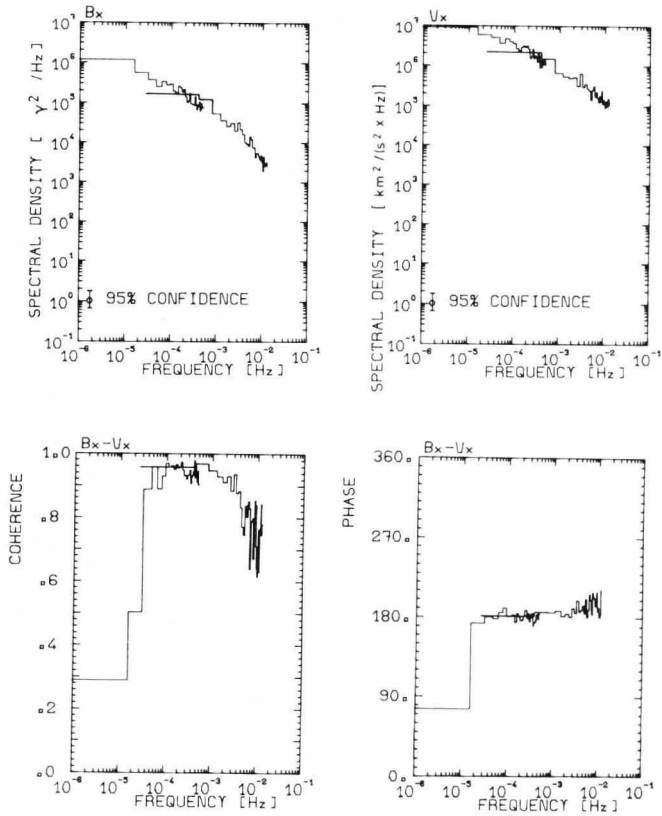 Bx
10⁷
10⁶
10⁵
10⁴
10³
10²
10¹
10⁰
10⁻¹
SPECTRAL DENSITY [ γ² /Hz ]
95% CONFIDENCE
10⁻⁶ 10⁻⁵ 10⁻⁴ 10⁻³ 10⁻² 10⁻¹
FREQUENCY [Hz]
Vx
10⁷
10⁶
10⁵
10⁴
10³
10²
10¹
10⁰
10⁻¹
SPECTRAL DENSITY [ km²/(s² x Hz)]
95% CONFIDENCE
10⁻⁶ 10⁻⁵ 10⁻⁴ 10⁻³ 10⁻² 10⁻¹
FREQUENCY [Hz]
Bx-Vx
1.0
.8
.6
.4
.2
.0
COHERENCE
10⁻⁶ 10⁻⁵ 10⁻⁴ 10⁻³ 10⁻² 10⁻¹
FREQUENCY [Hz]
Bx-Vx
360.
270.
180.
90.
0.
PHASE
10⁻⁶ 10⁻⁵ 10⁻⁴ 10⁻³ 10⁻² 10⁻¹
FREQUENCY [Hz]